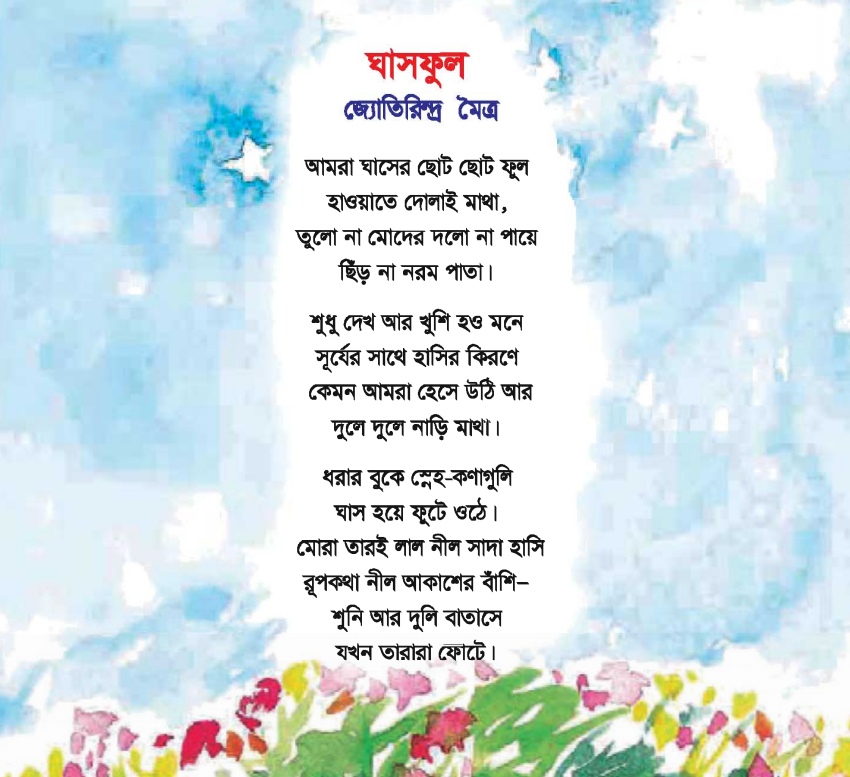 ঘাসফুল
জ্যোতিরিন্দ্র মৈত্র
আমরা ঘাসের ছোট ছোট ফুল
হাওয়াতে দোলাই মাথা,
তুলো না মোদের দলো না পায়ে
ছিঁড় না নরম পাতা।
শুধু দেখ আর খুশি হও মনে
সূর্যের সাথে হাসির কিরণে
কেমন আমরা হেসে উঠি আর
দুলে দুলে নাড়ি মাথা।
ধরার বুকে স্নেহ-কণাগুলি
ঘাস হয়ে ফুটে ওঠে।
মোরা তারই লাল নীল সাদা হাসি
রূপকথা নীল আকাশের বাঁশি–
শুনি আর দুলি বাতাসে
যখন তারারা ফোটে।